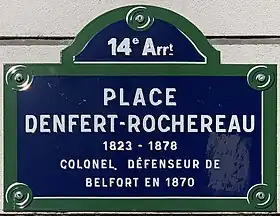 14e Arrt
PLACE
DENFERT-ROCHEREAU
1823 - 1878
COLONEL, DÉFENSEUR DE
BELFORT EN 1870